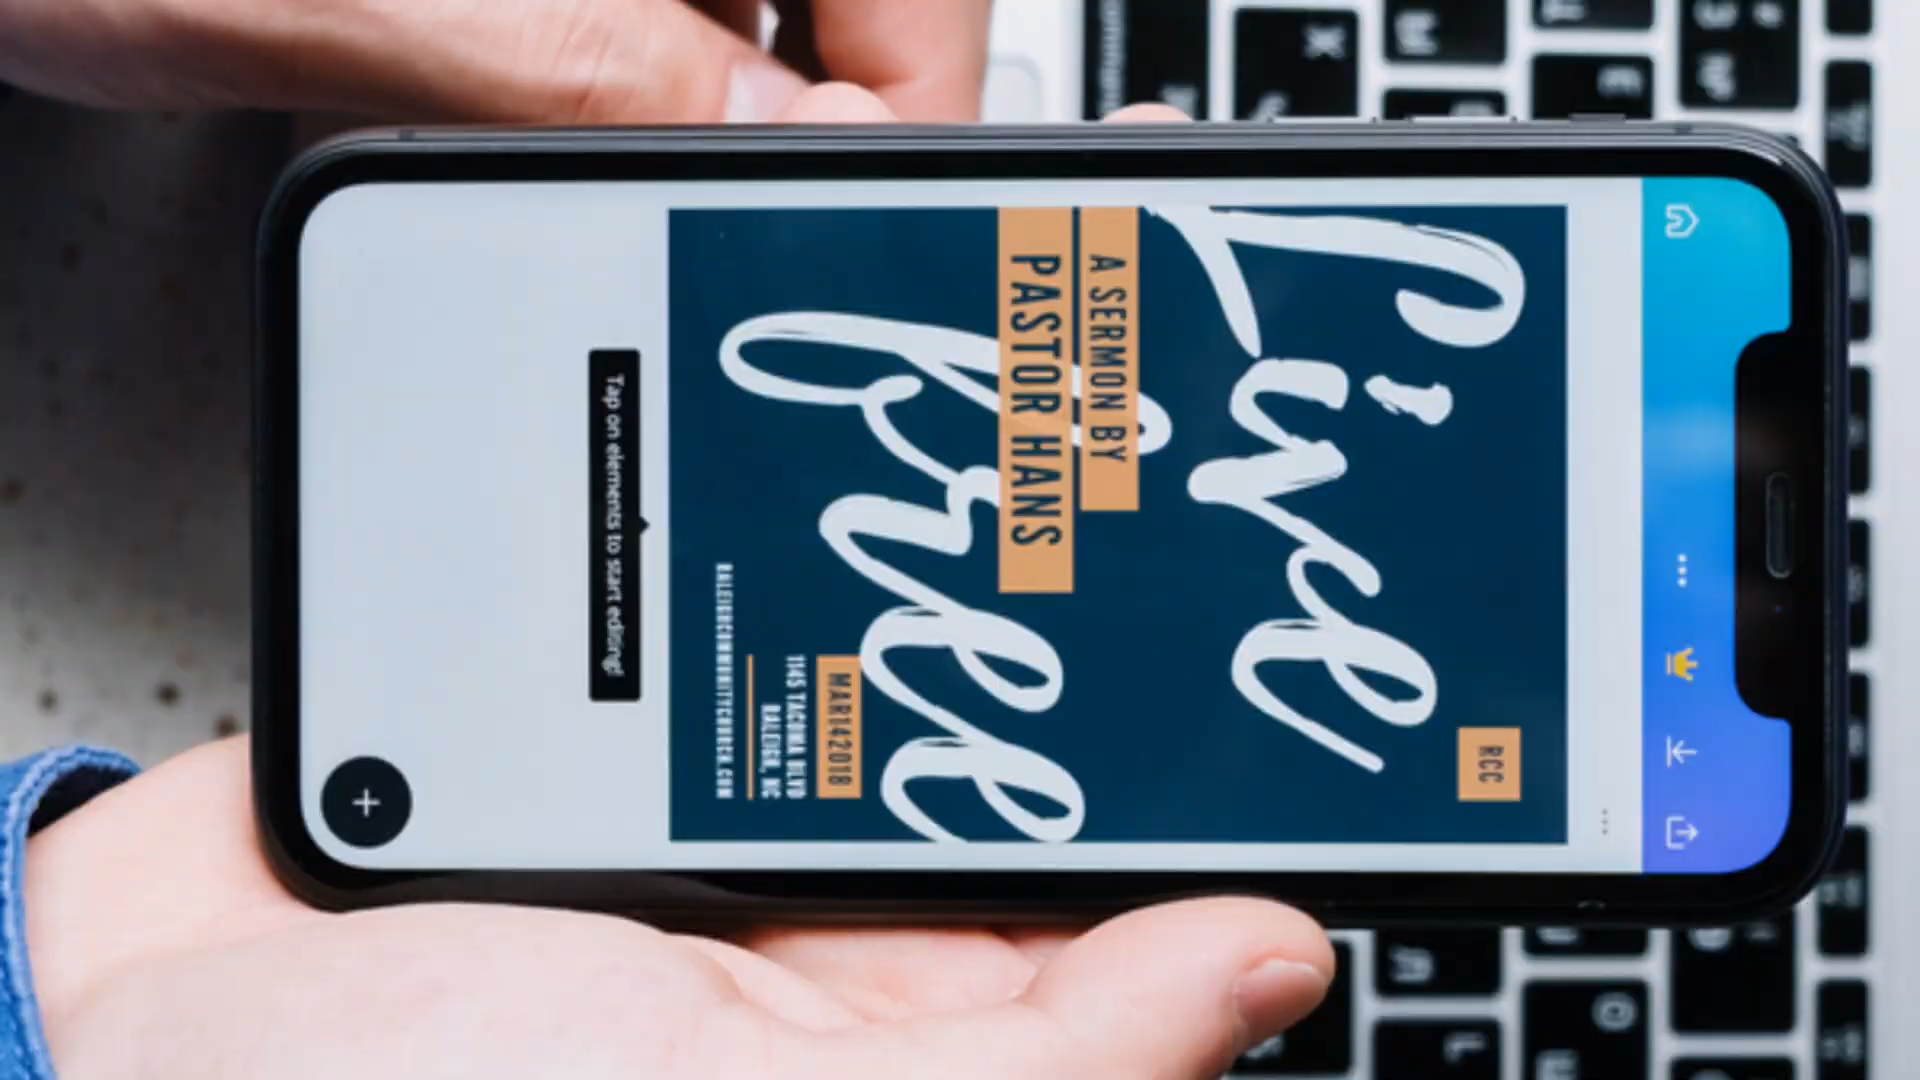 RCC
Live
free
A SERMON BY
PASTOR HANS
MAR142018
1145 TACOMA BLVD
RALEIGH, NC
RALEIGHCOMMUNITYCHURCH.COM
Tap on elements to start editing!